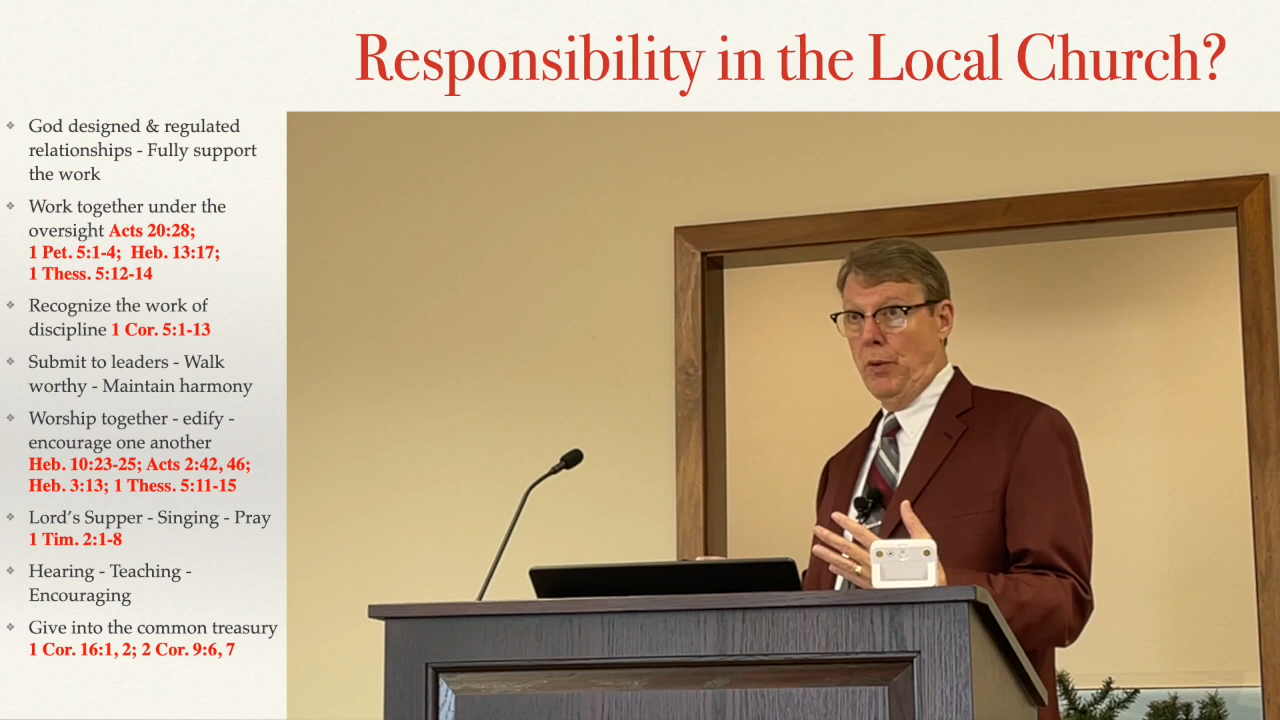 Responsibility in the Local Church?
God designed & regulated
relationships - Fully support
the work
Work together under the
oversight Acts 20:28;
1 Pet. 5:1-4; Heb. 13:17;
1 Thess. 5:12-14
Recognize the work of
discipline 1 Cor. 5:1-13
Submit to leaders - Walk
worthy - Maintain harmony
Worship together - edify -
encourage one another
Heb. 10:23-25; Acts 2:42, 46;
Heb. 3:13; 1 Thess. 5:11-15
Lord’s Supper - Singing - Pray
1 Tim. 2:1-8
Hearing - Teaching -
Encouraging
Give into the common treasury
1 Cor. 16:1, 2; 2 Cor. 9:6, 7